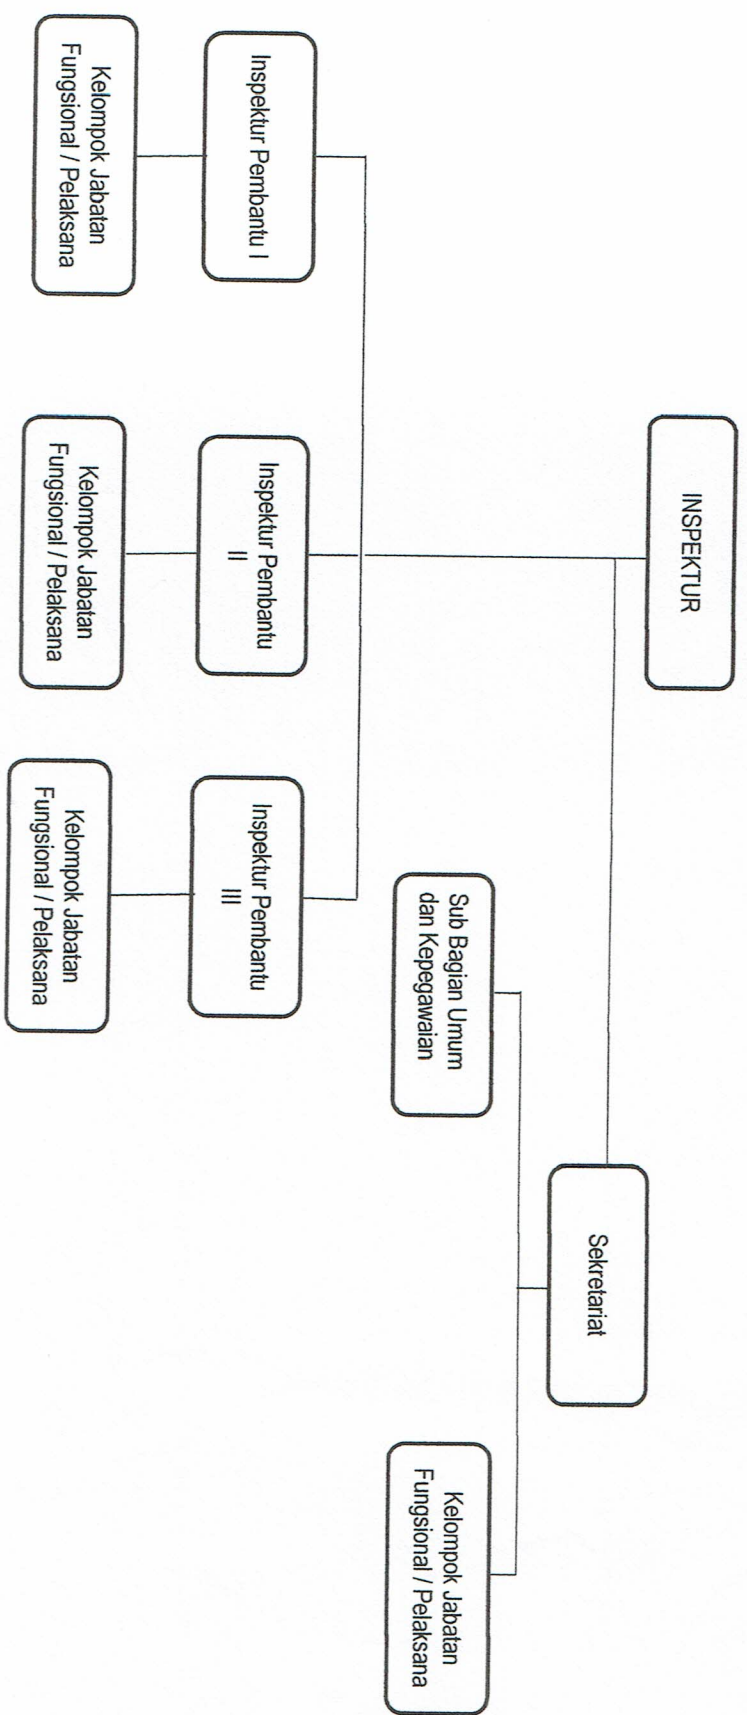 INSPEKTUR
Sekretariat
Sub Bagian Umum
dan Kepegawaian
Kelompok Jabatan
Fungsional / Pelaksana
Inspektur Pembantu I
Inspektur Pembantu
II
Inspektur Pembantu
III
Kelompok Jabatan
Fungsional / Pelaksana
Kelompok Jabatan
Fungsional / Pelaksana
Kelompok Jabatan
Fungsional / Pelaksana